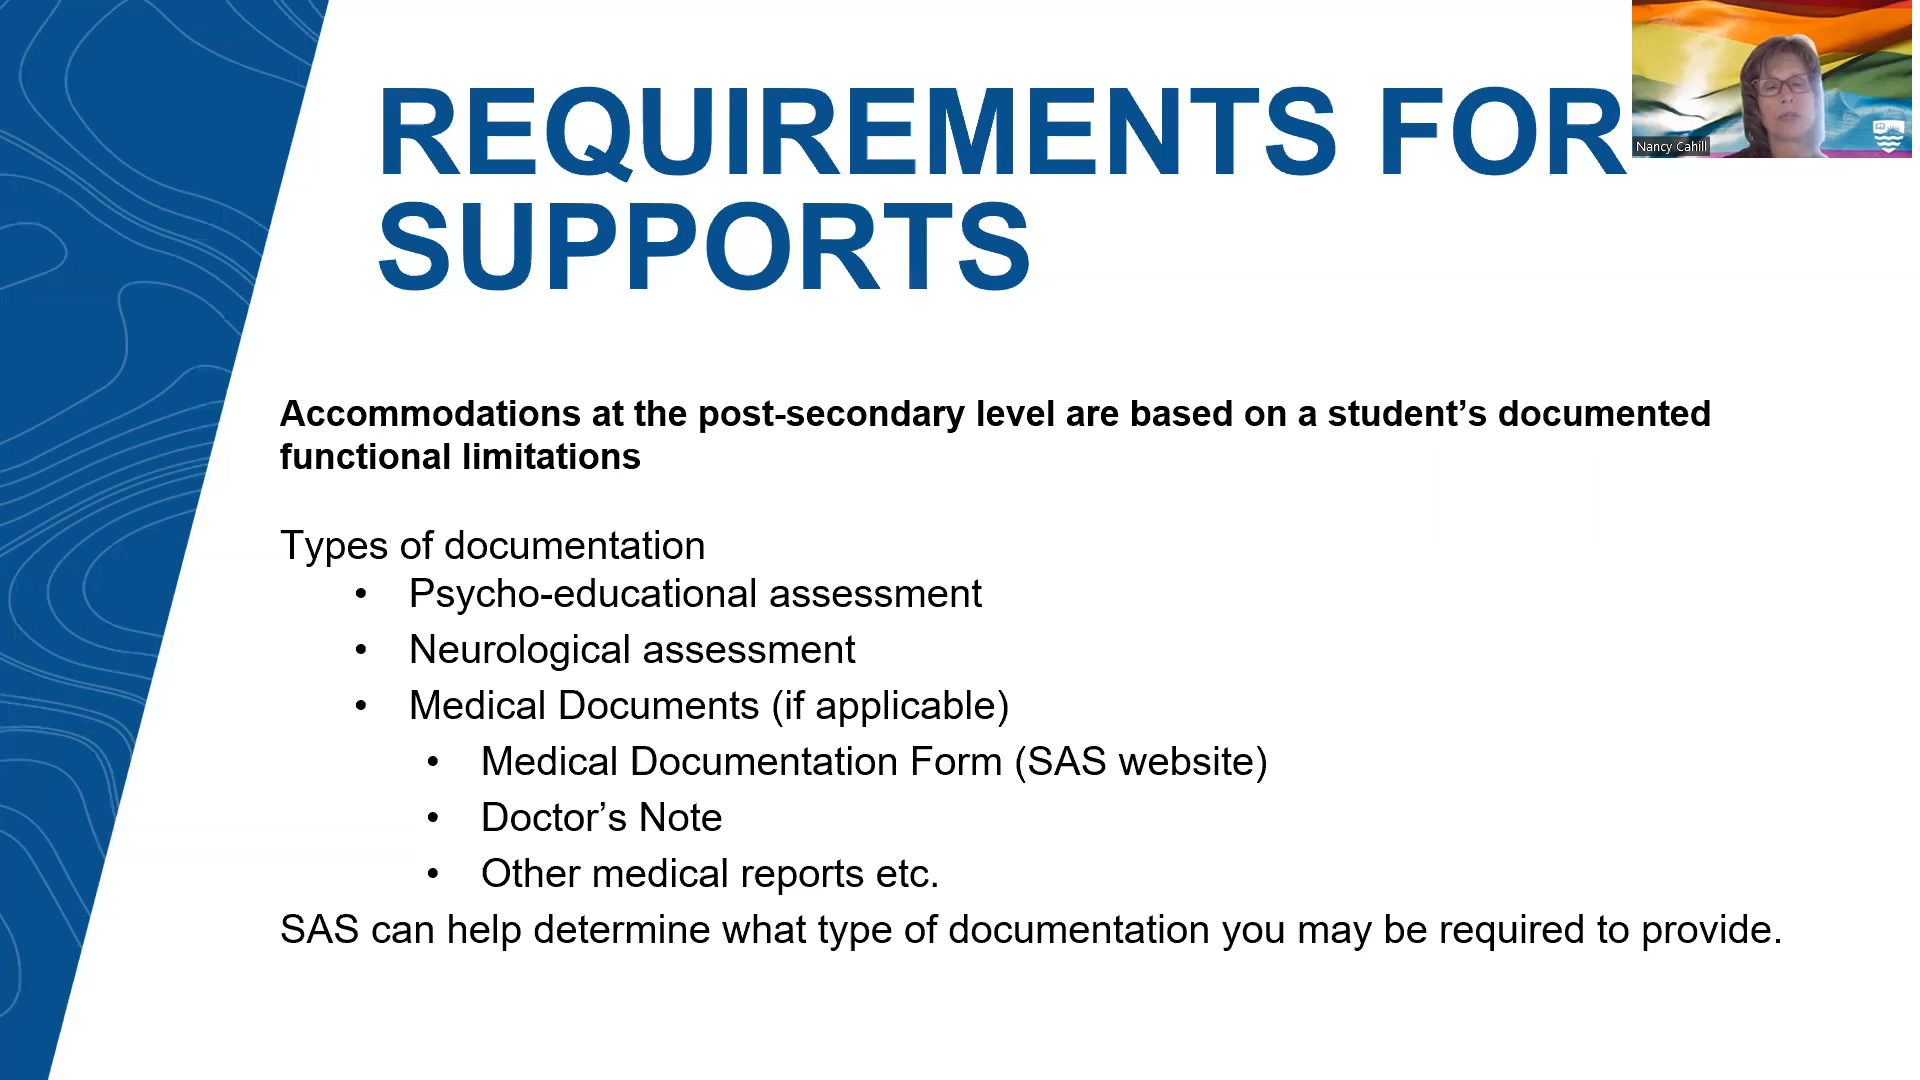 REQUIREMENTS FOR
SUPPORTS
Nancy Cahill
Accommodations at the post-secondary level are based on a student’s documented
functional limitations
Types of documentation
• Psycho-educational assessment
• Neurological assessment
• Medical Documents (if applicable)
• Medical Documentation Form (SAS website)
• Doctor’s Note
• Other medical reports etc.
SAS can help determine what type of documentation you may be required to provide.